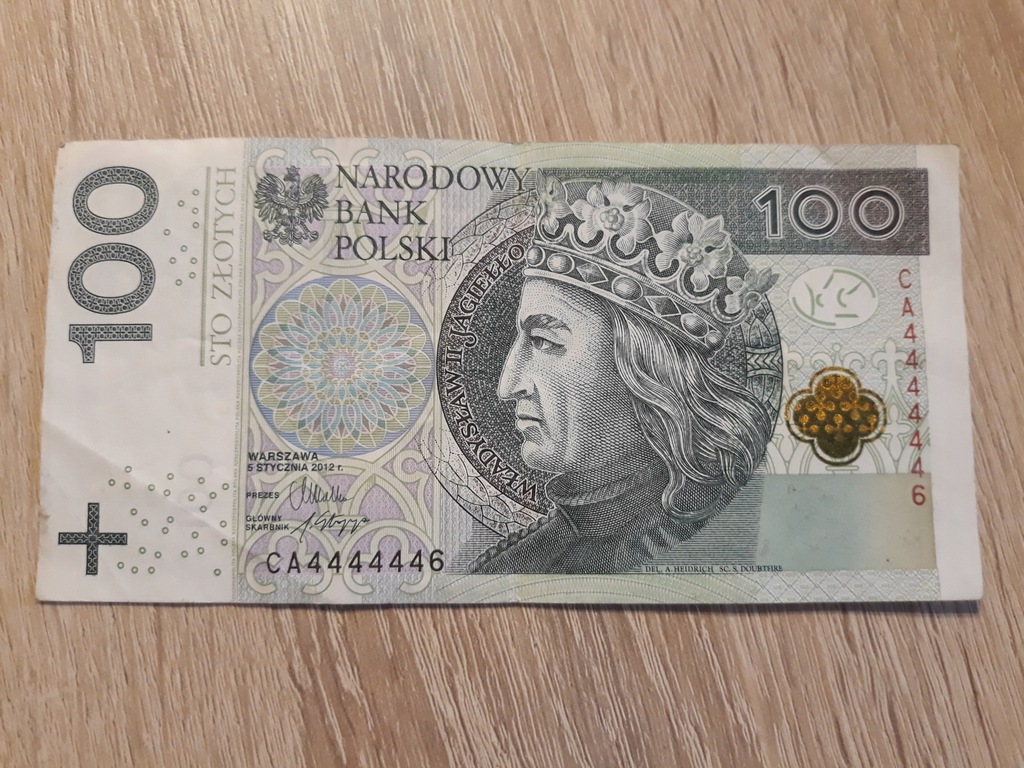 100
STO ZŁOTYCH
NARODOWY
BANK
POLSKI
100
WŁADYSŁAW II JAGIEŁŁO
CA4444446
WARSZAWA
5 STYCZNIA 2012 r.
PREZES
GŁÓWNY
SKARBNIK
CA4444446
DEL. A. HEIDRICH SC. S. DOUBTFIRE